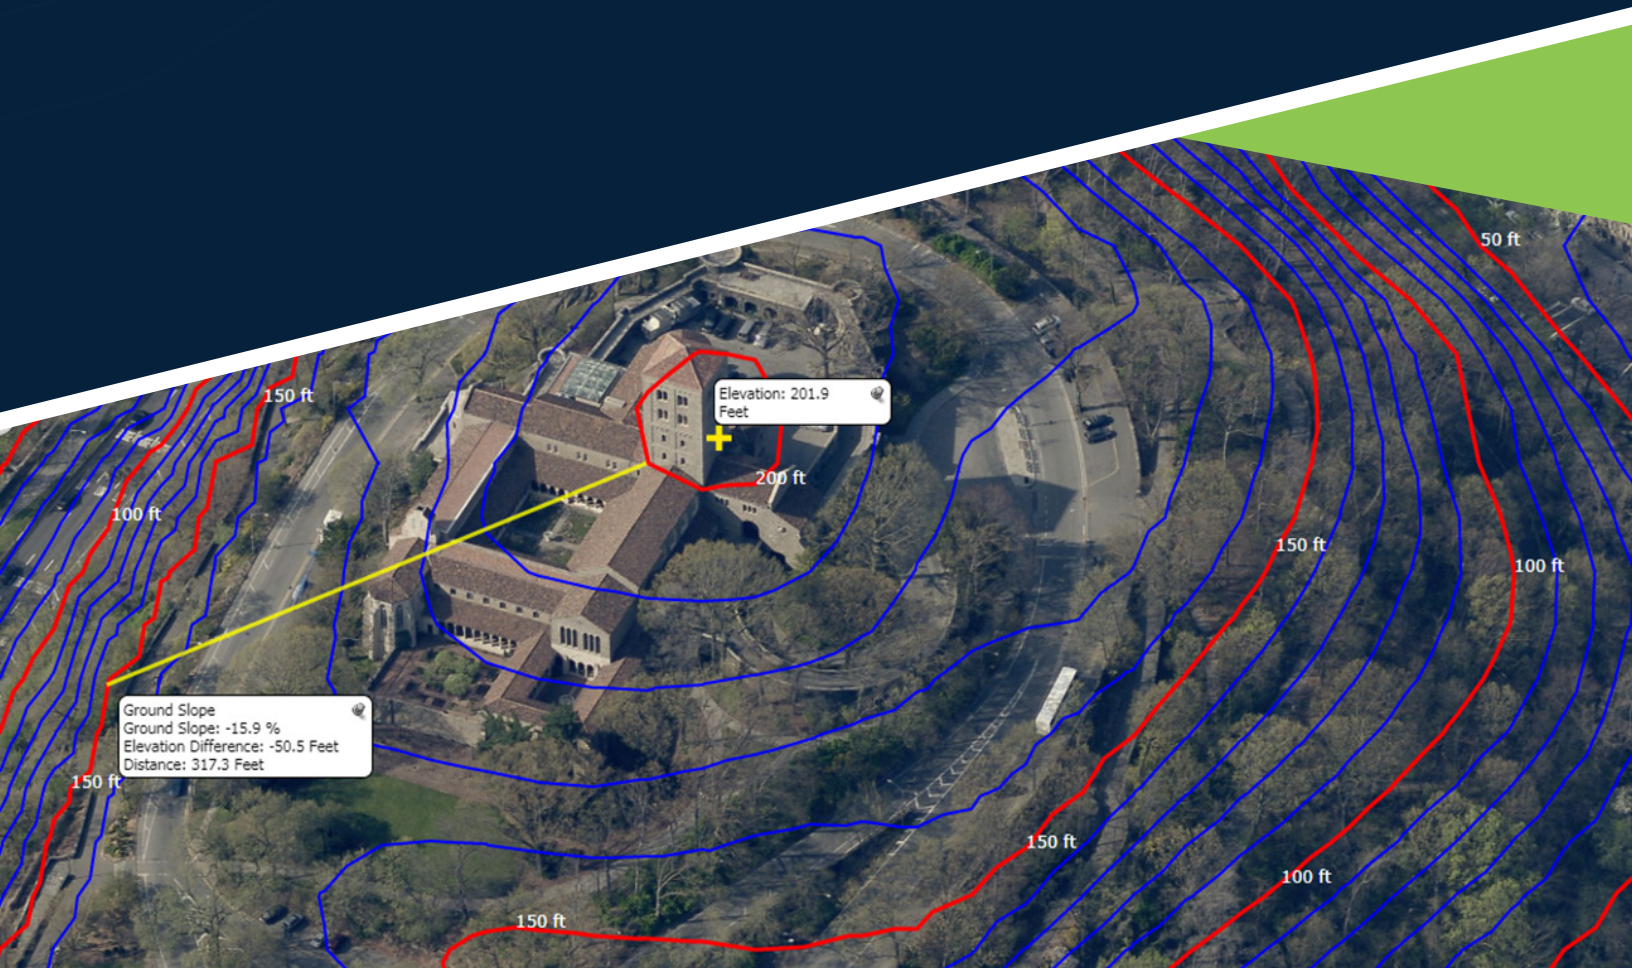 50 ft
150 ft
Elevation: 201.9
Feet
200 ft
100 ft
150 ft
100 ft
Ground Slope
Ground Slope: -15.9 %
Elevation Difference: -50.5 Feet
Distance: 317.3 Feet
150 ft
150 ft
100 ft
150 ft